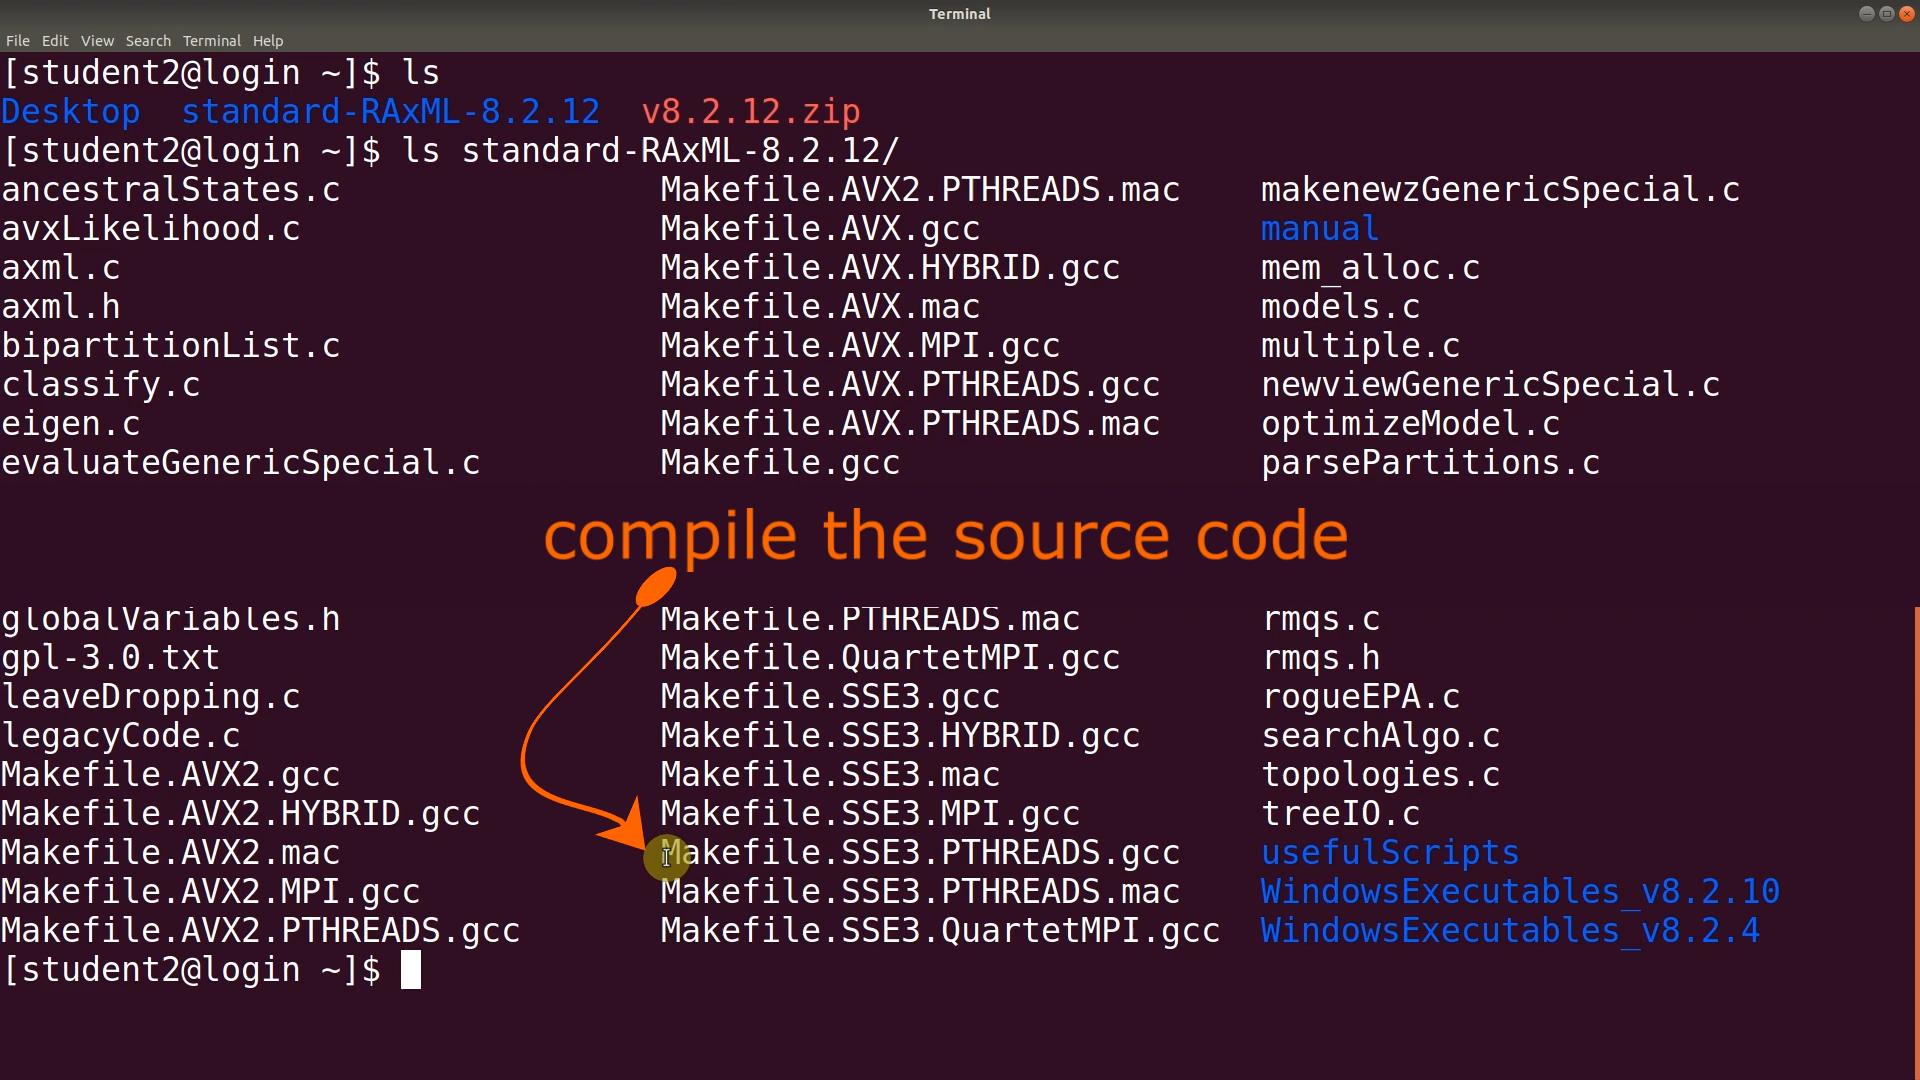 Terminal
File Edit View Search Terminal Help
[student2@login ~]$ ls
Desktop standard-RAxML-8.2.12 v8.2.12.zip
[student2@login ~]$ ls standard-RAxML-8.2.12/
ancestralStates.c Makefile.AVX2.PTHREADS.mac makenewzGenericSpecial.c
avxLikelihood.c Makefile.AVX.gcc manual
axml.c Makefile.AVX.HYBRID.gcc mem_alloc.c
axml.h Makefile.AVX.mac models.c
bipartitionList.c Makefile.AVX.MPI.gcc multiple.c
classify.c Makefile.AVX.PTHREADS.gcc newviewGenericSpecial.c
eigen.c Makefile.AVX.PTHREADS.mac optimizeModel.c
evaluateGenericSpecial.c Makefile.gcc parsePartitions.c
compile the source code
globalVariables.h Makefile.PTHREADS.mac rmqs.c
gpl-3.0.txt Makefile.QuartetMPI.gcc rmqs.h
leaveDropping.c Makefile.SSE3.gcc rogueEPA.c
legacyCode.c Makefile.SSE3.HYBRID.gcc searchAlgo.c
Makefile.AVX2.gcc Makefile.SSE3.mac topologies.c
Makefile.AVX2.HYBRID.gcc Makefile.SSE3.MPI.gcc treeIO.c
Makefile.AVX2.mac Makefile.SSE3.PTHREADS.gcc usefulScripts
Makefile.AVX2.MPI.gcc Makefile.SSE3.PTHREADS.mac WindowsExecutables_v8.2.10
Makefile.AVX2.PTHREADS.gcc Makefile.SSE3.QuartetMPI.gcc WindowsExecutables_v8.2.4
[student2@login ~]$